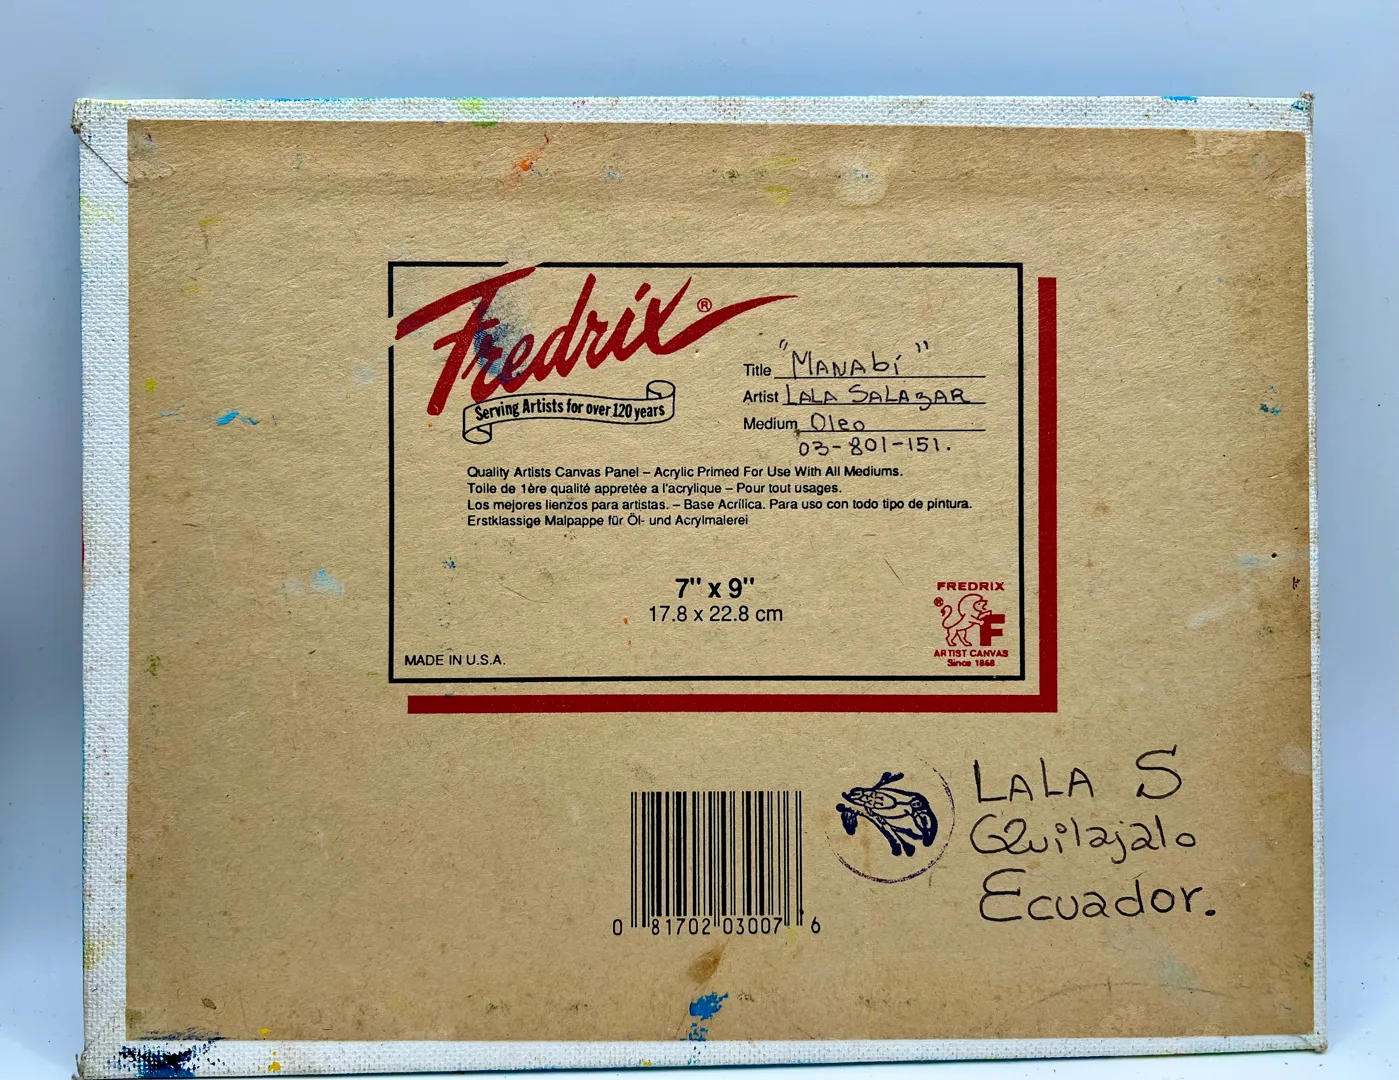 Fredrix®
Serving Artists for over 120 years
Title "MANAbí"
Artist LALA SALAZAR
Medium Oleo
03-801-151.
Quality Artists Canvas Panel – Acrylic Primed For Use With All Mediums.
Toile de 1ère qualité appretée a l'acrylique – Pour tout usages.
Los mejores lienzos para artistas. – Base Acrílica. Para uso con todo tipo de pintura.
Erstklassige Malpappe für Öl- und Acrylmalerei
7" x 9"
17.8 x 22.8 cm
MADE IN U.S.A.
FREDRIX
®
F
ARTIST CANVAS
Since 1868
0 81702 03007 6
LALA S
Quilajalo
Ecuador.